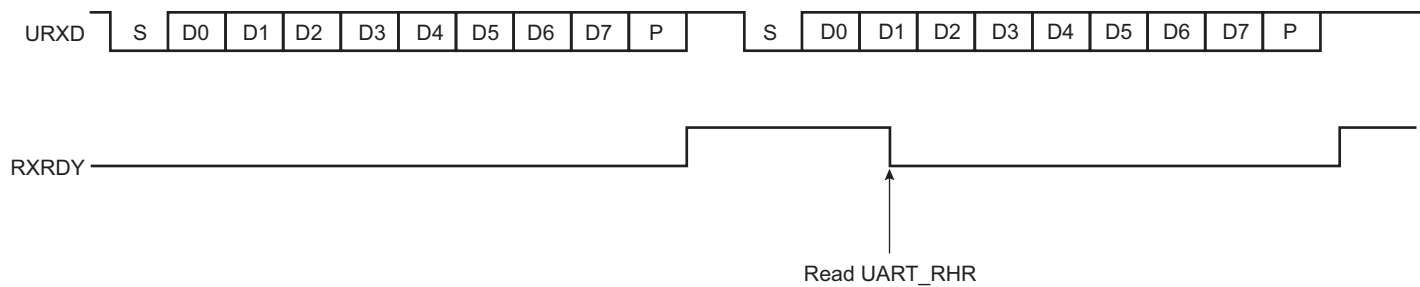 URXD S D0 D1 D2 D3 D4 D5 D6 D7 P S D0 D1 D2 D3 D4 D5 D6 D7 P
RXRDY
Read UART_RHR